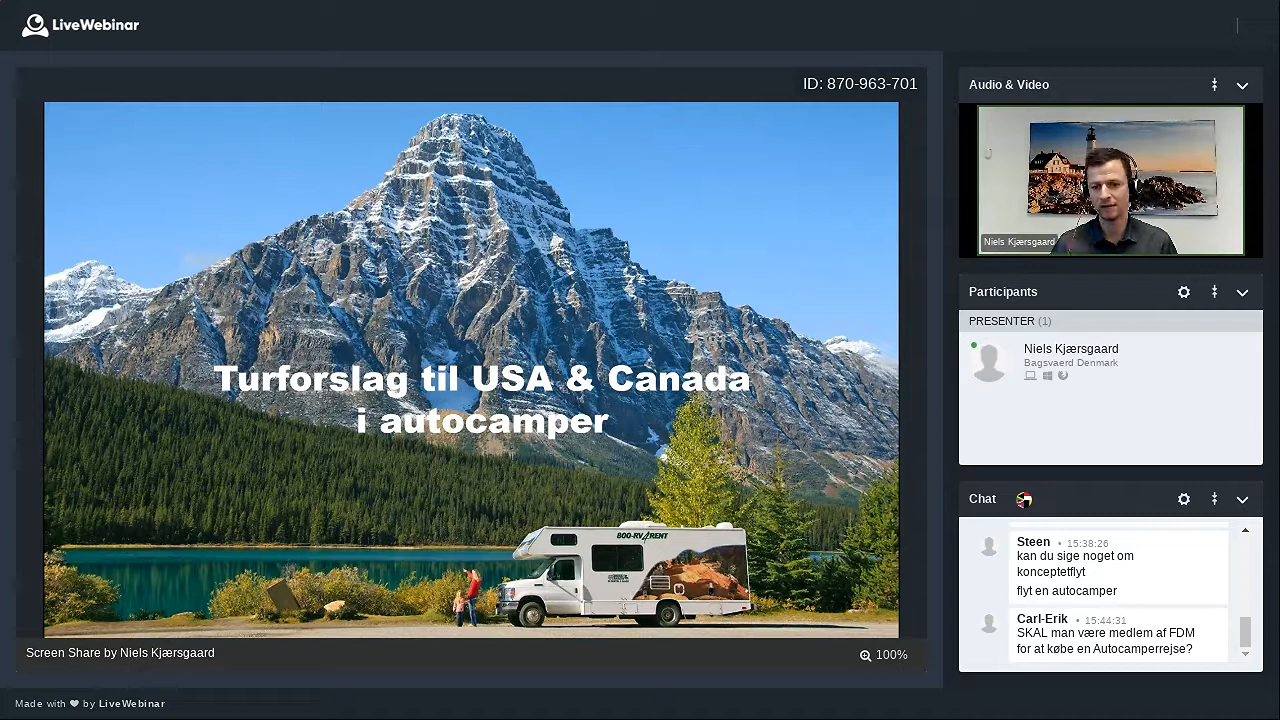 LiveWebinar
ID: 870-963-701
Turforslag til USA & Canada
i autocamper
800-RV4RENT
Screen Share by Niels Kjærsgaard
100%
Audio & Video
Niels Kjærsgaard
Participants
PRESENTER (1)
Niels Kjærsgaard
Bagsvaerd Denmark
Chat
Steen • 15:38:26
kan du sige noget om
konceptetflyt
flyt en autocamper
Carl-Erik • 15:44:31
SKAL man være medlem af FDM
for at købe en Autocamperrejse?
Made with ❤ by LiveWebinar